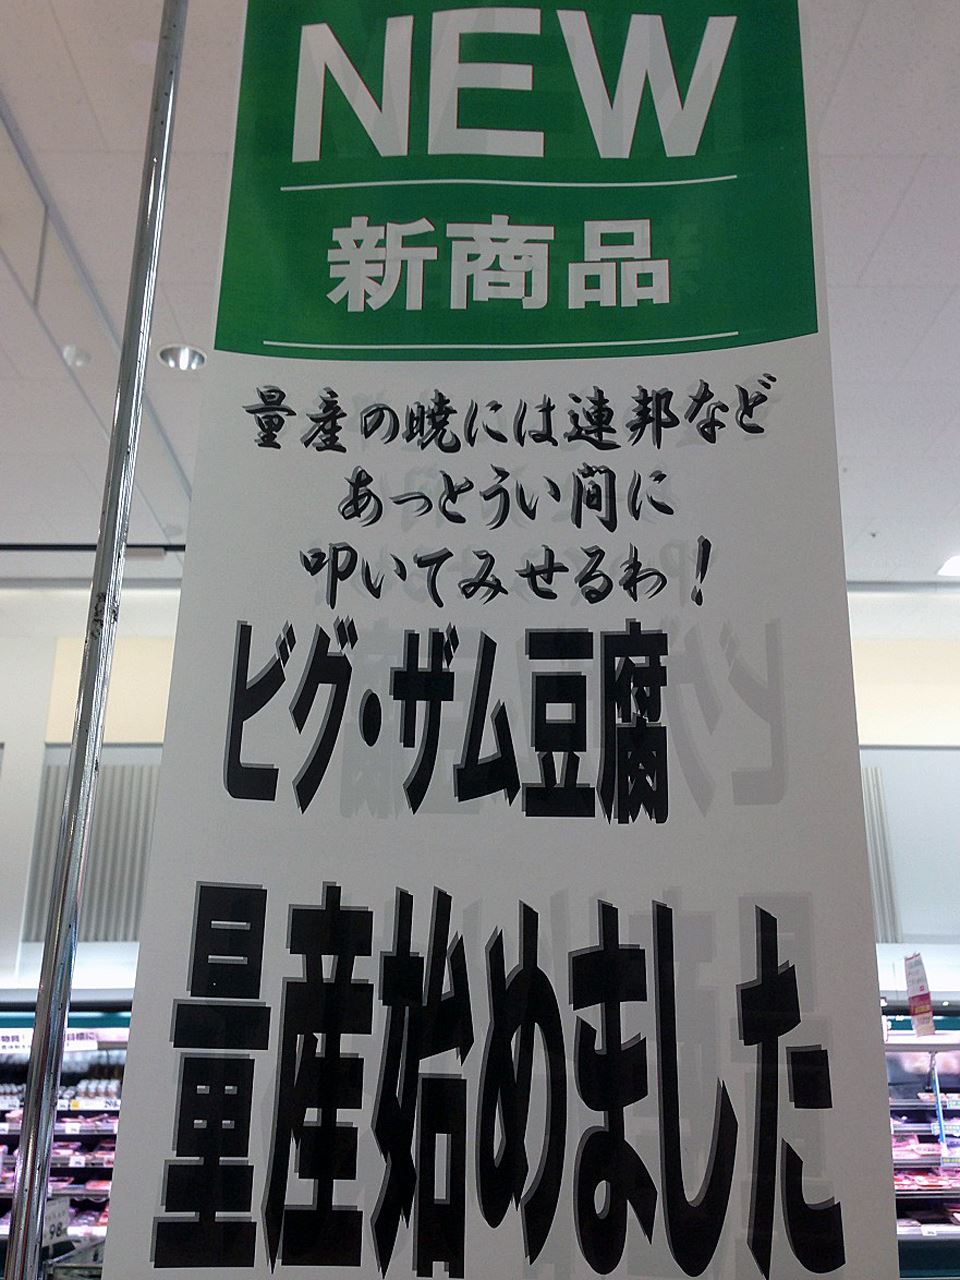 NEW
新商品
量産の暁には連邦など
あっとうい間に
叩いてみせるわ！
ビグ・ザム豆腐
量産始めました
98